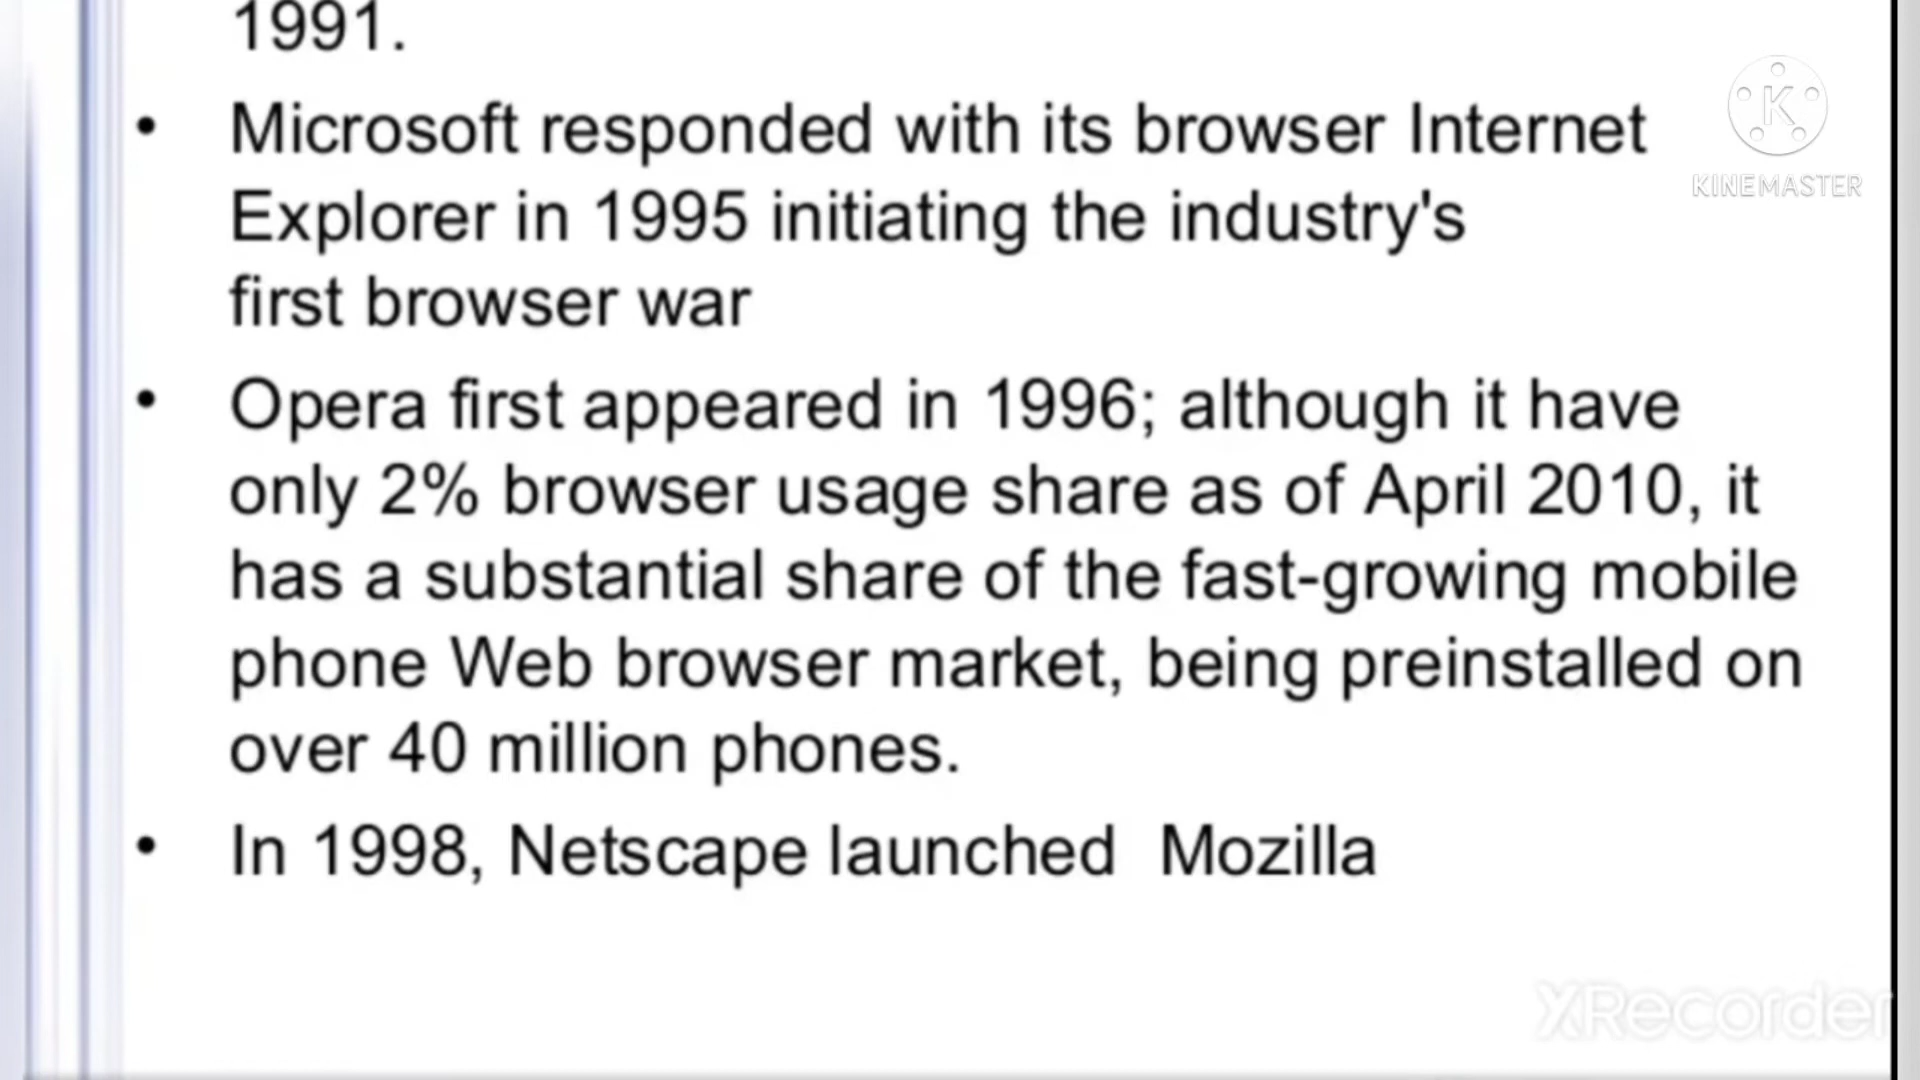 1991.
• Microsoft responded with its browser Internet
Explorer in 1995 initiating the industry's
first browser war
• Opera first appeared in 1996; although it have
only 2% browser usage share as of April 2010, it
has a substantial share of the fast-growing mobile
phone Web browser market, being preinstalled on
over 40 million phones.
• In 1998, Netscape launched  Mozilla
K
KINEMASTER
XRecorder